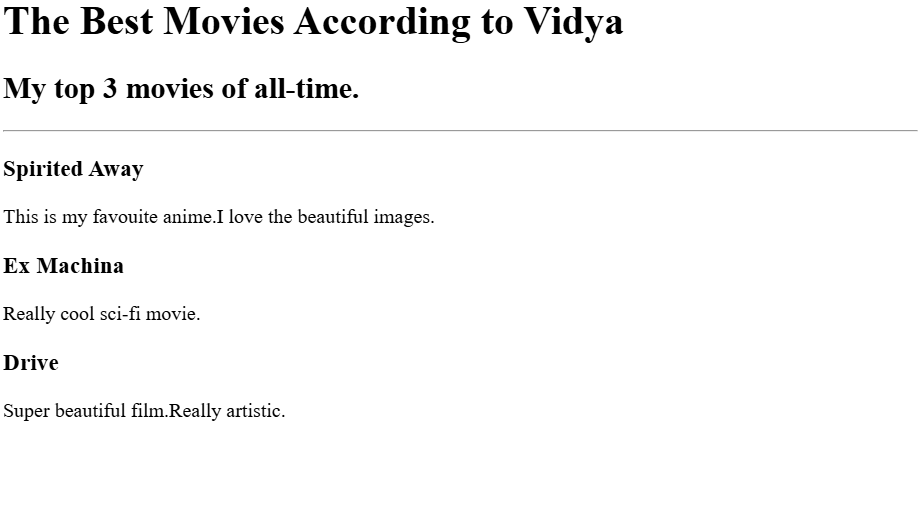 The Best Movies According to Vidya
My top 3 movies of all-time.
Spirited Away
This is my favouite anime.I love the beautiful images.
Ex Machina
Really cool sci-fi movie.
Drive
Super beautiful film.Really artistic.